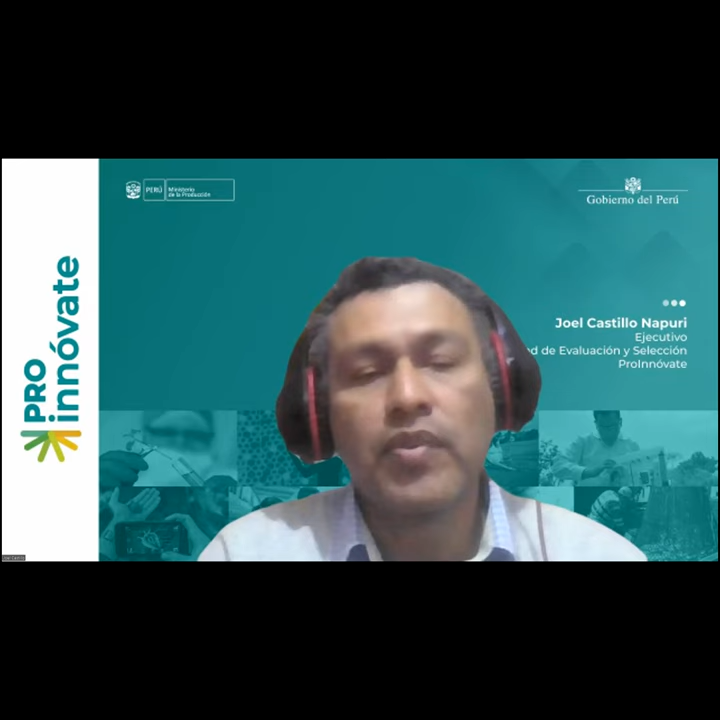 PRO
innóvate
PERÚ
Ministerio
de la Producción
Gobierno del Perú
Joel Castillo Napuri
Ejecutivo
d de Evaluación y Selección
ProInnóvate